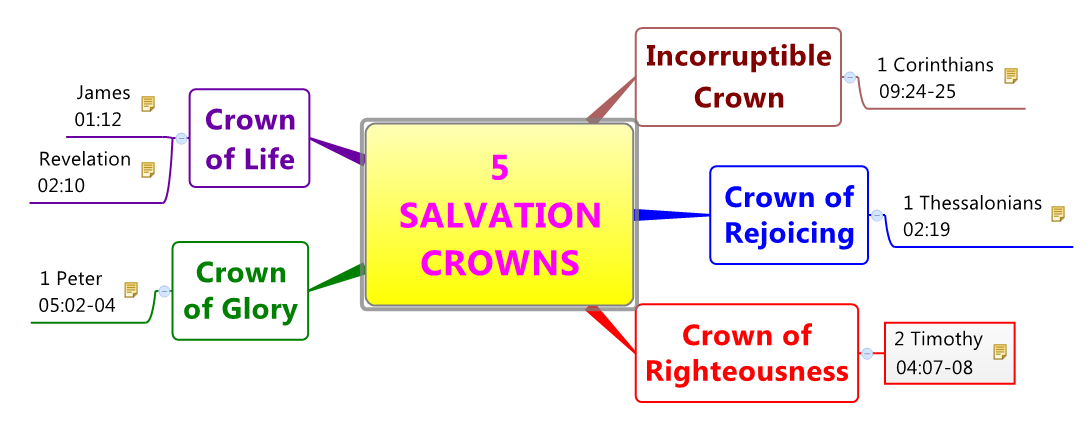 5
SALVATION
CROWNS
Incorruptible
Crown
1 Corinthians
09:24-25
Crown of
Rejoicing
1 Thessalonians
02:19
Crown of
Righteousness
2 Timothy
04:07-08
Crown
of Glory
1 Peter
05:02-04
Crown
of Life
James
01:12
Revelation
02:10